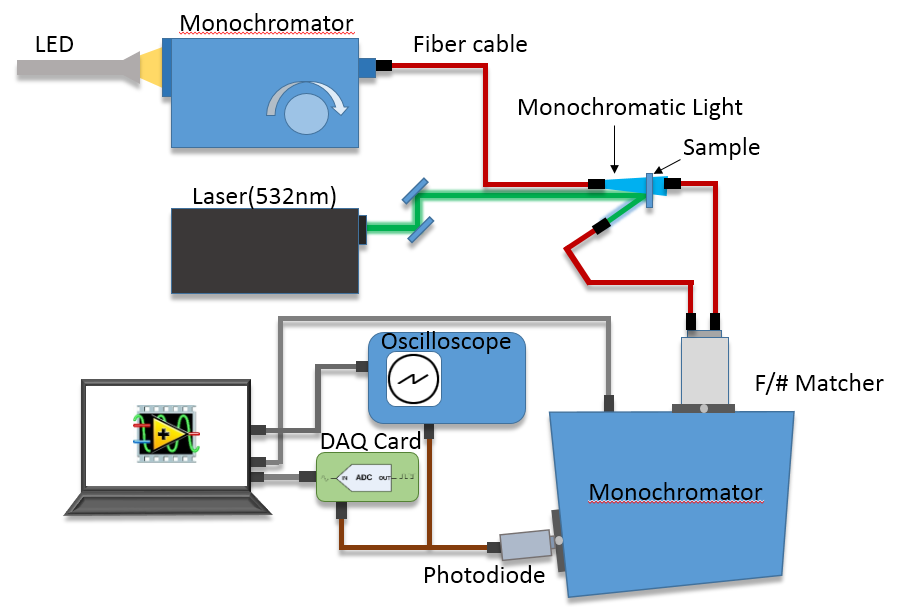 Monochromator
LED
Fiber cable
Monochromatic Light
Sample
Laser(532nm)
Oscilloscope
F/# Matcher
DAQ Card
IN ADC OUT
Monochromator
Photodiode